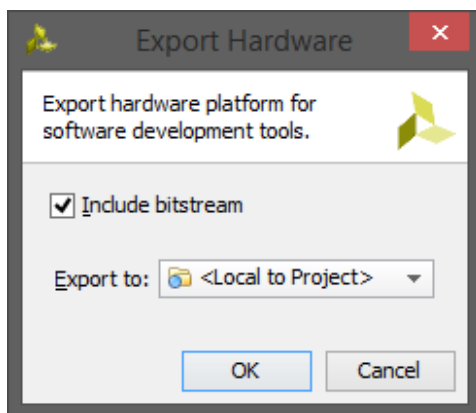 Export Hardware
Export hardware platform for
software development tools.
Include bitstream
Export to: <Local to Project>
OK Cancel